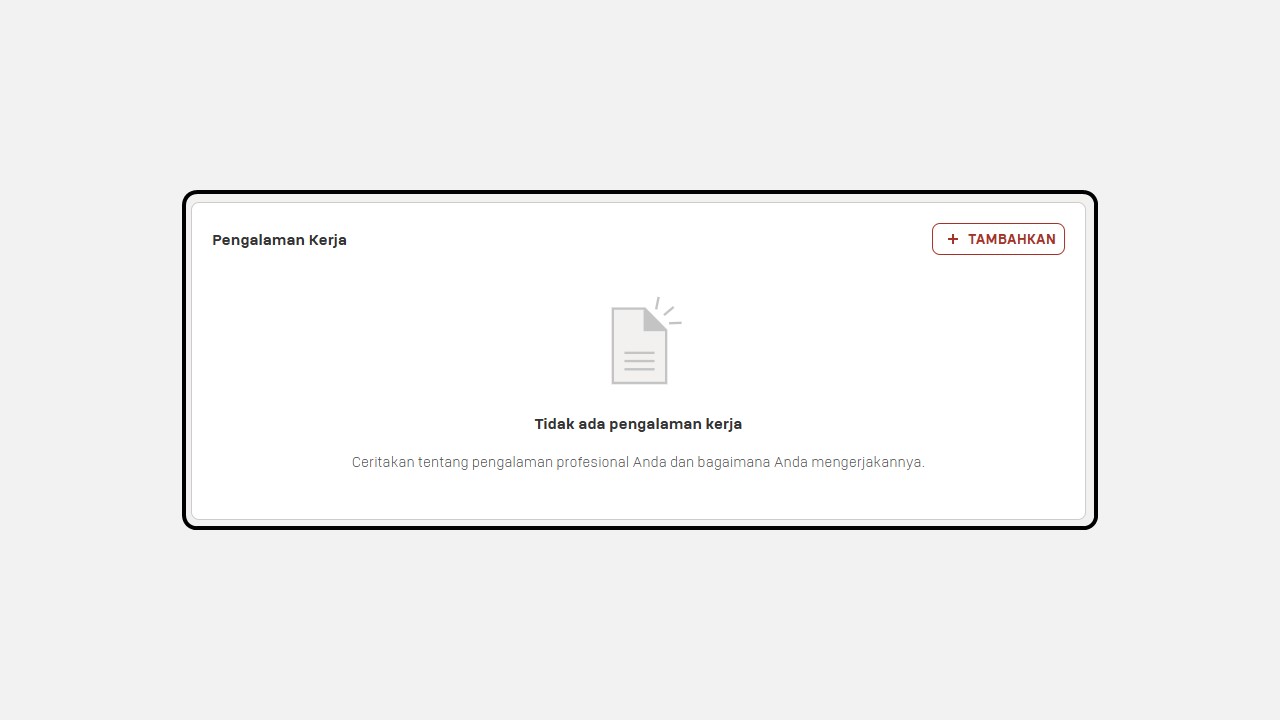 Pengalaman Kerja
+ TAMBAHKAN
Tidak ada pengalaman kerja
Ceritakan tentang pengalaman profesional Anda dan bagaimana Anda mengerjakannya.